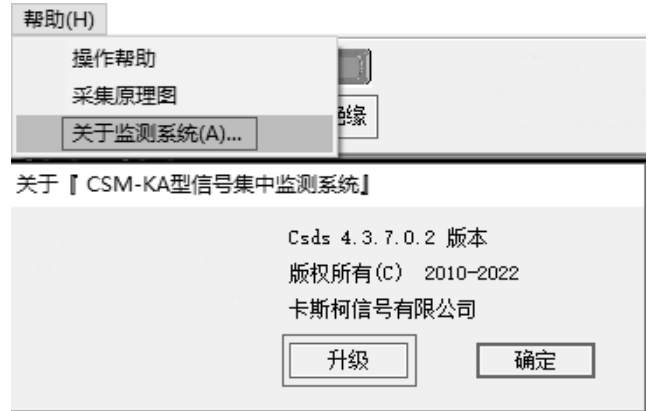 帮助(H)
操作帮助
采集原理图
关于监测系统(A)...
缘
关于『 CSM-KA型信号集中监测系统』
Csds 4.3.7.0.2 版本
版权所有(C) 2010-2022
卡斯柯信号有限公司
升级
确定